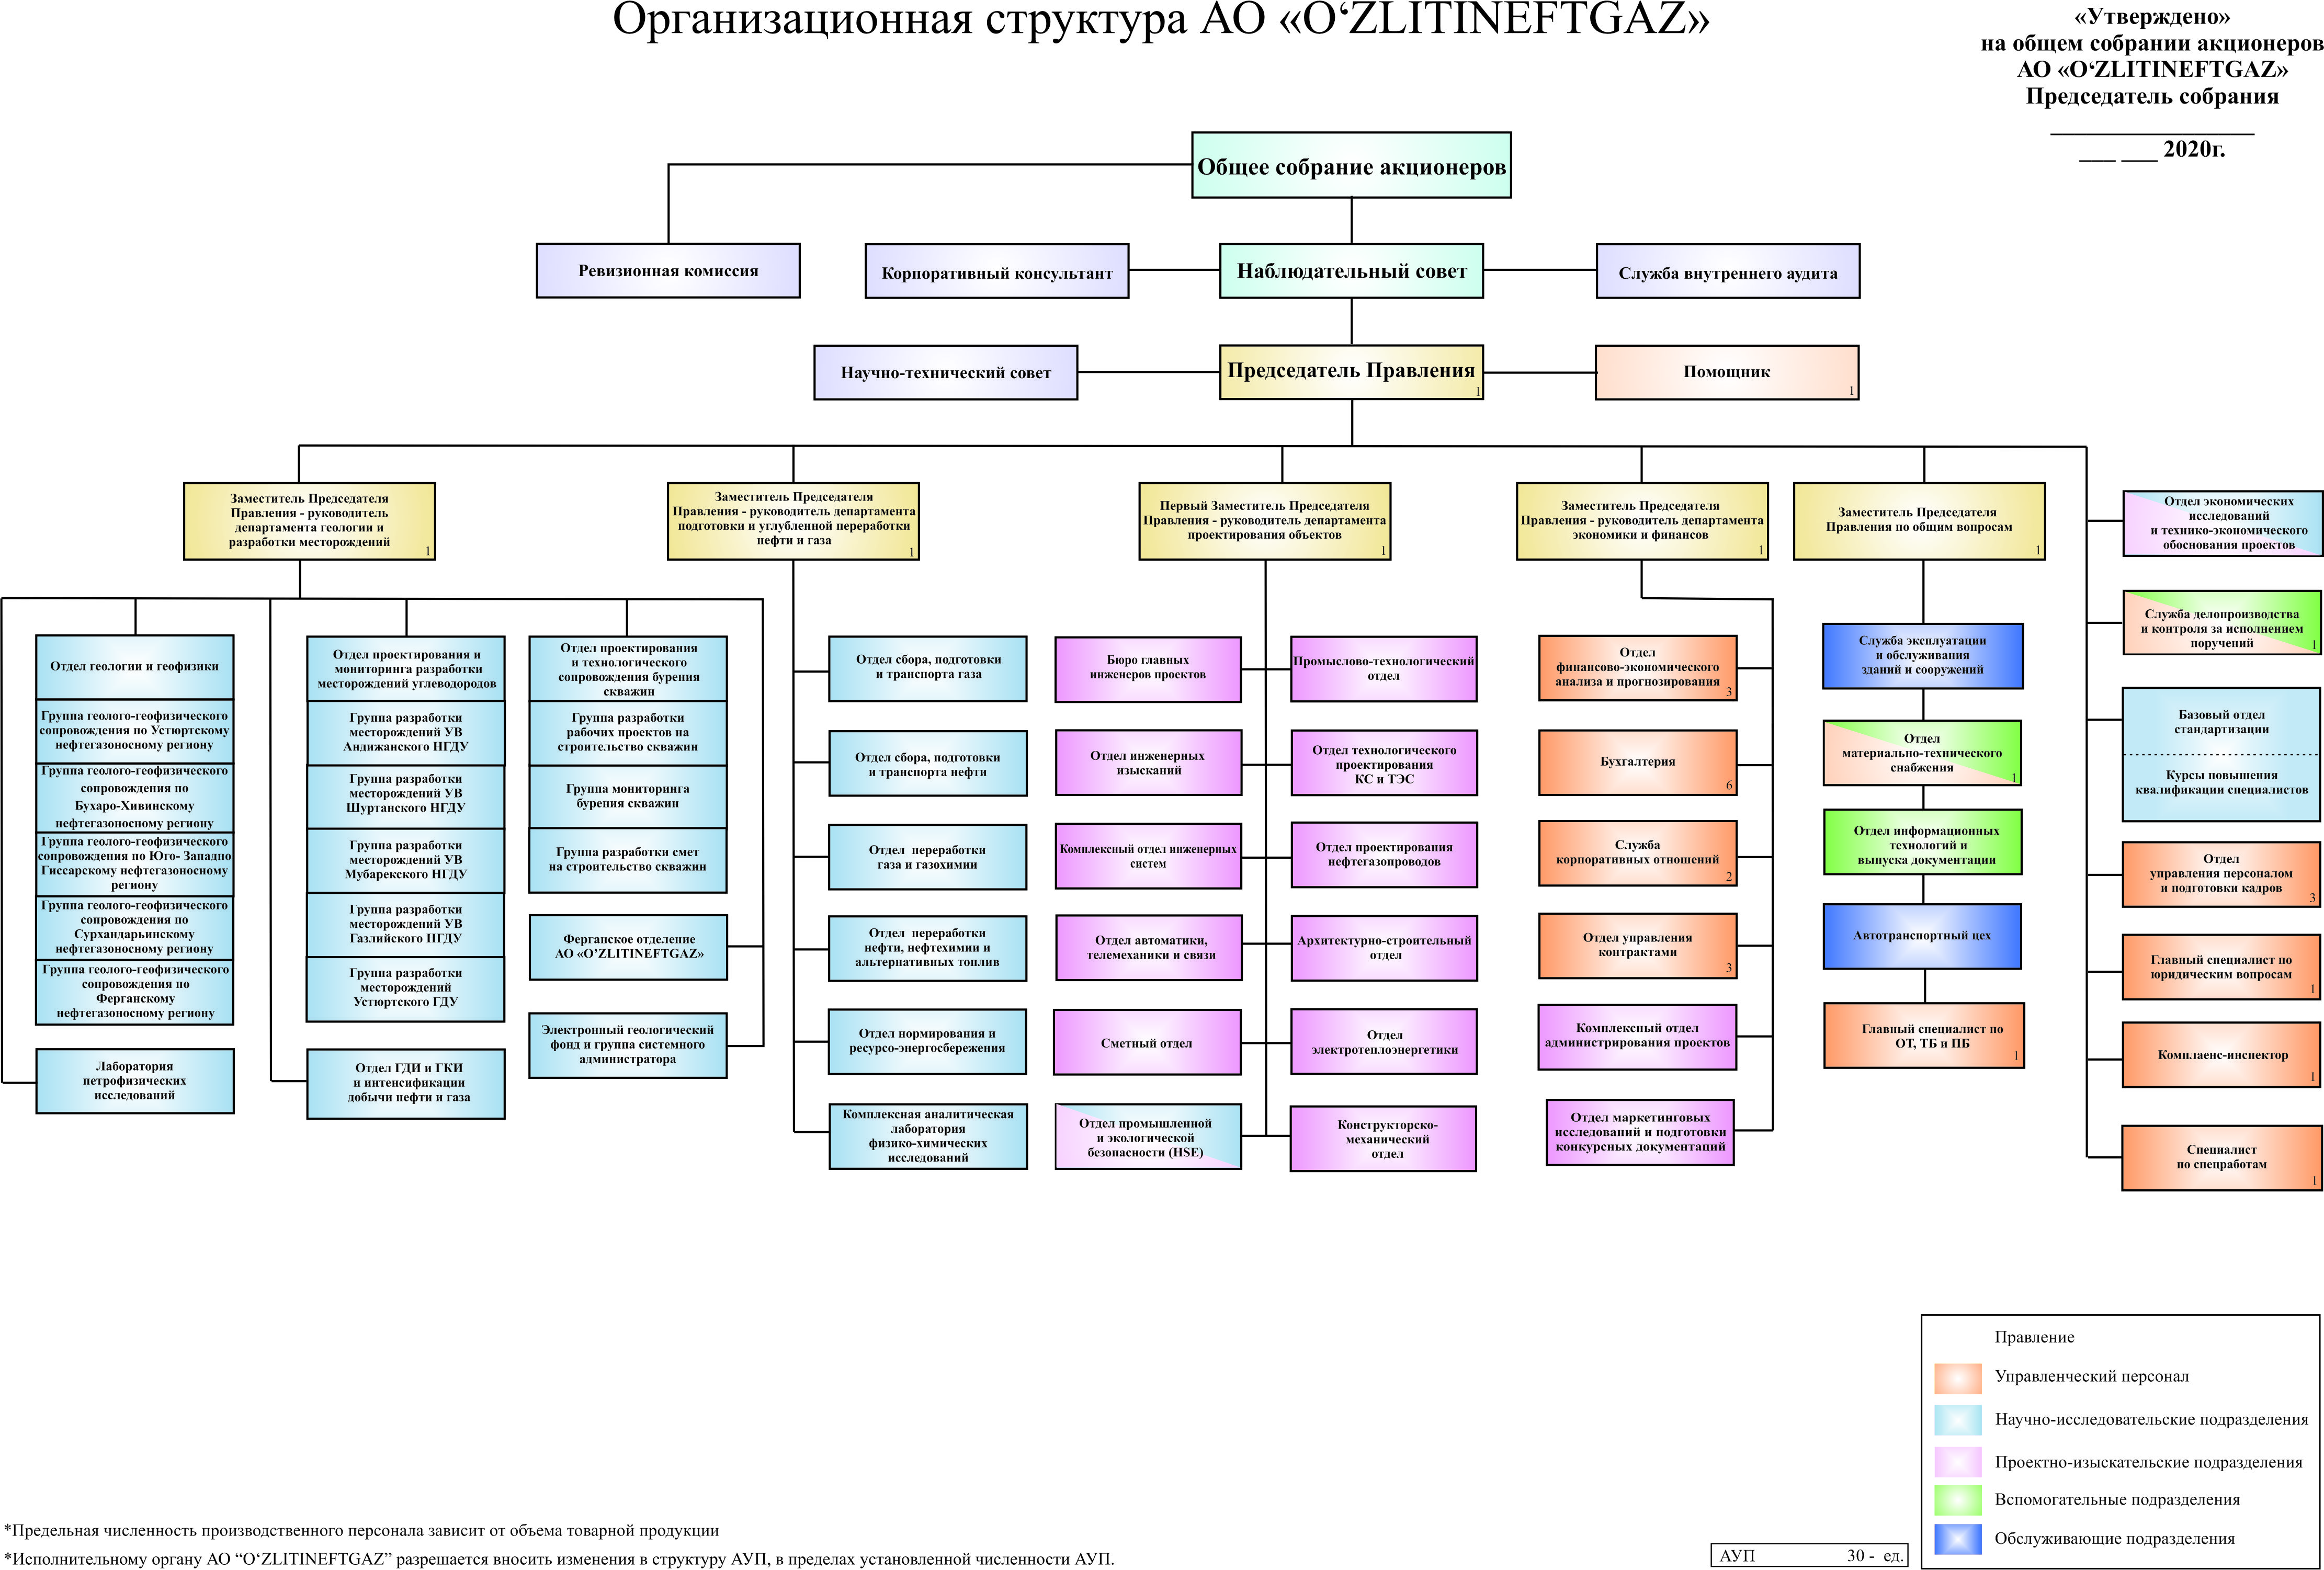 Организационная структура АО «O‘ZLITINEFTGAZ»
«Утверждено»
на общем собрании акционеров
АО «O‘ZLITINEFTGAZ»
Председатель собрания
_________________
___ ___ 2020г.
Общее собрание акционеров
Ревизионная комиссия
Корпоративный консультант
Наблюдательный совет
Служба внутреннего аудита
Научно-технический совет
Председатель Правления
1
Помощник
1
Заместитель Председателя
Правления - руководитель
департамента геологии и
разработки месторождений
1
Заместитель Председателя
Правления - руководитель департамента
подготовки и углубленной переработки
нефти и газа
1
Первый Заместитель Председателя
Правления - руководитель департамента
проектирования объектов
1
Заместитель Председателя
Правления - руководитель департамента
экономики и финансов
1
Заместитель Председателя
Правления по общим вопросам
1
Отдел геологии и геофизики
Группа геолого-геофизического
сопровождения по Устюртскому
нефтегазоносному региону
Группа геолого-геофизического
сопровождения по
Бухаро-Хивинскому
нефтегазоносному региону
Группа геолого-геофизического
сопровождения по Юго- Западно
Гиссарскому нефтегазоносному
региону
Группа геолого-геофизического
сопровождения по
Сурхандарьинскому
нефтегазоносному региону
Группа геолого-геофизического
сопровождения по
Ферганскому
нефтегазоносному региону
Лаборатория
петрофизических
исследований
Отдел проектирования и
мониторинга разработки
месторождений углеводородов
Группа разработки
месторождений УВ
Андижанского НГДУ
Группа разработки
месторождений УВ
Шуртанского НГДУ
Группа разработки
месторождений УВ
Мубарекского НГДУ
Группа разработки
месторождений УВ
Газлийского НГДУ
Группа разработки
месторождений
Устюртского ГДУ
Отдел ГДИ и ГКИ
и интенсификации
добычи нефти и газа
Отдел проектирования
и технологического
сопровождения бурения
скважин
Группа разработки
рабочих проектов на
строительство скважин
Группа мониторинга
бурения скважин
Группа разработки смет
на строительство скважин
Ферганское отделение
АО «O’ZLITINEFTGAZ»
Электронный геологический
фонд и группа системного
администратора
Отдел сбора, подготовки
и транспорта газа
Отдел сбора, подготовки
и транспорта нефти
Отдел переработки
газа и газохимии
Отдел переработки
нефти, нефтехимии и
альтернативных топлив
Отдел нормирования и
ресурсо-энергосбережения
Комплексная аналитическая
лаборатория
физико-химических
исследований
Бюро главных
инженеров проектов
Отдел инженерных
изысканий
Комплексный отдел инженерных
систем
Отдел автоматики,
телемеханики и связи
Сметный отдел
Отдел промышленной
и экологической
безопасности (HSE)
Промыслово-технологический
отдел
Отдел технологического
проектирования
КС и ТЭС
Отдел проектирования
нефтегазопроводов
Архитектурно-строительный
отдел
Отдел
электротеплоэнергетики
Конструкторско-
механический
отдел
Отдел
финансово-экономического
анализа и прогнозирования
3
Бухгалтерия
6
Служба
корпоративных отношений
2
Отдел управления
контрактами
3
Комплексный отдел
администрирования проектов
Отдел маркетинговых
исследований и подготовки
конкурсных документаций
Служба эксплуатации
и обслуживания
зданий и сооружений
Отдел
материально-технического
снабжения
1
Отдел информационных
технологий и
выпуска документации
Автотранспортный цех
Главный специалист по
ОТ, ТБ и ПБ
1
Отдел экономических
исследований
и технико-экономического
обоснования проектов
Служба делопроизводства
и контроля за исполнением
поручений
1
Базовый отдел
стандартизации
Курсы повышения
квалификации специалистов
Отдел
управления персоналом
и подготовки кадров
3
Главный специалист по
юридическим вопросам
1
Комплаенс-инспектор
1
Специалист
по спецработам
1
Правление
Управленческий персонал
Научно-исследовательские подразделения
Проектно-изыскательские подразделения
Вспомогательные подразделения
Обслуживающие подразделения
*Предельная численность производственного персонала зависит от объема товарной продукции
*Исполнительному органу АО “O‘ZLITINEFTGAZ” разрешается вносить изменения в структуру АУП, в пределах установленной численности АУП.
АУП 30 - ед.